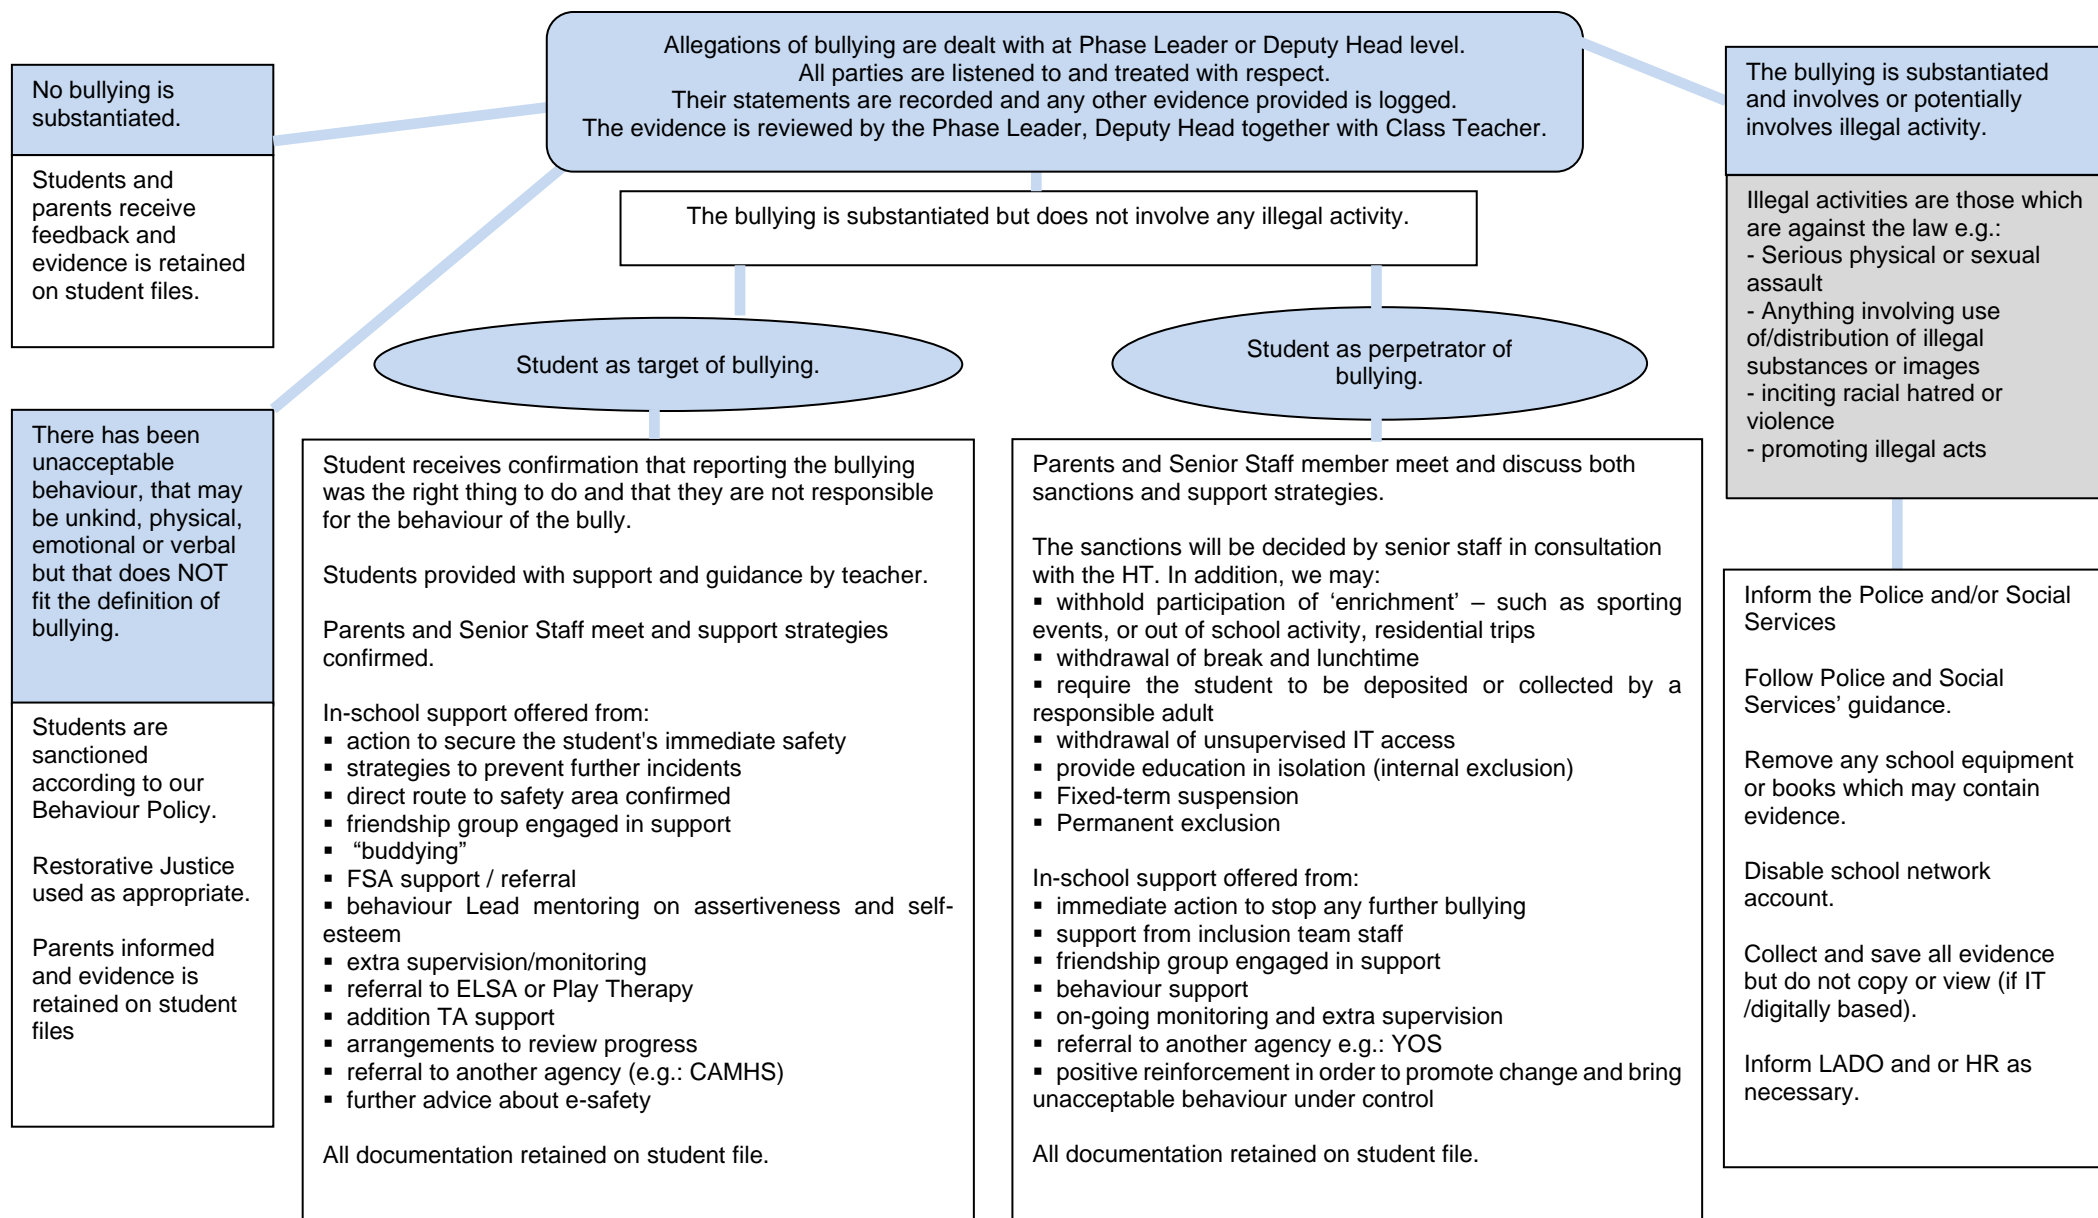 Allegations of bullying are dealt with at Phase Leader or Deputy Head level.
All parties are listened to and treated with respect.
Their statements are recorded and any other evidence provided is logged.
The evidence is reviewed by the Phase Leader, Deputy Head together with Class Teacher.
No bullying is
substantiated.
Students and
parents receive
feedback and
evidence is retained
on student files.
There has been
unacceptable
behaviour, that may
be unkind, physical,
emotional or verbal
but that does NOT
fit the definition of
bullying.
Students are
sanctioned
according to our
Behaviour Policy.
Restorative Justice
used as appropriate.
Parents informed
and evidence is
retained on student
files
The bullying is substantiated but does not involve any illegal activity.
Student as target of bullying.
Student receives confirmation that reporting the bullying
was the right thing to do and that they are not responsible
for the behaviour of the bully.
Students provided with support and guidance by teacher.
Parents and Senior Staff meet and support strategies
confirmed.
In-school support offered from:
▪ action to secure the student's immediate safety
▪ strategies to prevent further incidents
▪ direct route to safety area confirmed
▪ friendship group engaged in support
▪ “buddying”
▪ FSA support / referral
▪ behaviour Lead mentoring on assertiveness and self-
esteem
▪ extra supervision/monitoring
▪ referral to ELSA or Play Therapy
▪ addition TA support
▪ arrangements to review progress
▪ referral to another agency (e.g.: CAMHS)
▪ further advice about e-safety
All documentation retained on student file.
Student as perpetrator of
bullying.
Parents and Senior Staff member meet and discuss both
sanctions and support strategies.
The sanctions will be decided by senior staff in consultation
with the HT. In addition, we may:
▪ withhold participation of ‘enrichment’ – such as sporting
events, or out of school activity, residential trips
▪ withdrawal of break and lunchtime
▪ require the student to be deposited or collected by a
responsible adult
▪ withdrawal of unsupervised IT access
▪ provide education in isolation (internal exclusion)
▪ Fixed-term suspension
▪ Permanent exclusion
In-school support offered from:
▪ immediate action to stop any further bullying
▪ support from inclusion team staff
▪ friendship group engaged in support
▪ behaviour support
▪ on-going monitoring and extra supervision
▪ referral to another agency e.g.: YOS
▪ positive reinforcement in order to promote change and bring
unacceptable behaviour under control
All documentation retained on student file.
The bullying is substantiated
and involves or potentially
involves illegal activity.
Illegal activities are those which
are against the law e.g.:
- Serious physical or sexual
assault
- Anything involving use
of/distribution of illegal
substances or images
- inciting racial hatred or
violence
- promoting illegal acts
Inform the Police and/or Social
Services
Follow Police and Social
Services’ guidance.
Remove any school equipment
or books which may contain
evidence.
Disable school network
account.
Collect and save all evidence
but do not copy or view (if IT
/digitally based).
Inform LADO and or HR as
necessary.